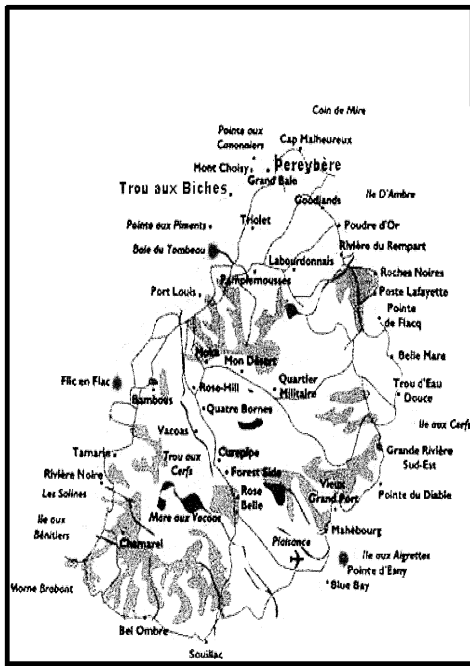 Coin de Mire
Pointe aux
Canonniers
Cap Malheureux
Mont Choisy
Pereybère
Grand Baie
Trou aux Biches
Goodlands
Ile D'Ambre
Pointe aux Piments
Triolet
Poudre d'Or
Baie du Tombeau
Rivière du Rempart
Labourdonnais
Pamplemousses
Roches Noires
Port Louis
Poste Lafayette
Pointe
de Flacq
Moka
Mon Désert
Belle Mare
Flic en Flac
Rose-Hill
Quartier
Militaire
Trou d'Eau
Douce
Bambous
Quatre Bornes
Ile aux Cerfs
Vacoas
Tamarin
Trou aux
Cerfs
Curepipe
Grande Rivière
Sud-Est
Forest Side
Rivière Noire
Les Salines
Rose
Belle
Vieux
Grand Port
Pointe du Diable
Mare aux Vacoas
Ile aux
Bénitiers
Mahébourg
Chamarel
Plaisance
Ile aux Aigrettes
Pointe d'Esny
Morne Brabant
Blue Bay
Bel Ombre
Souillac